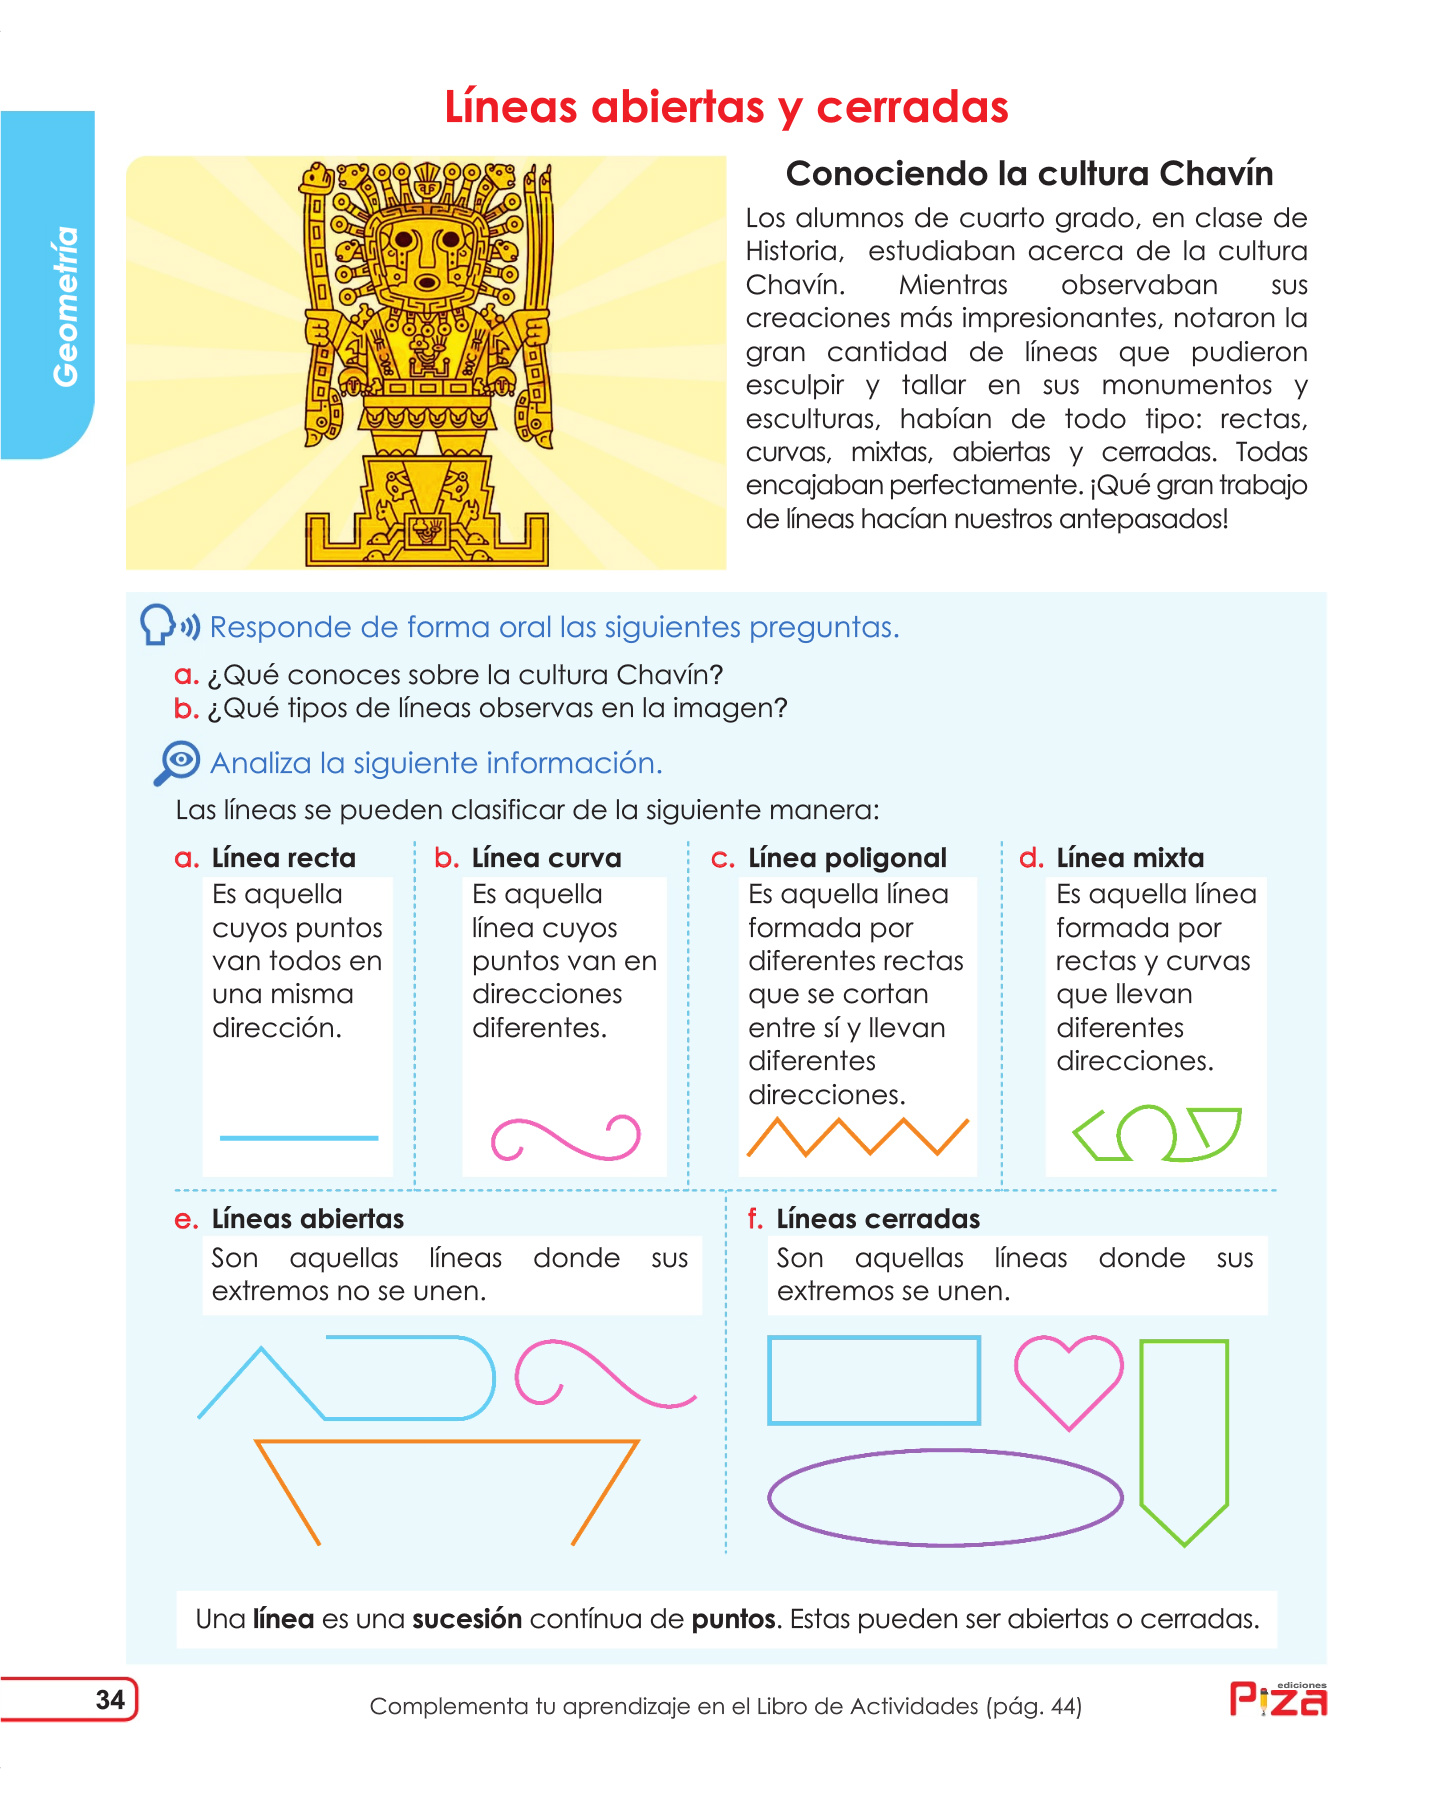 Líneas abiertas y cerradas
Geometría
Conociendo la cultura Chavín
Los alumnos de cuarto grado, en clase de
Historia, estudiaban acerca de la cultura
Chavín. Mientras observaban sus
creaciones más impresionantes, notaron la
gran cantidad de líneas que pudieron
esculpir y tallar en sus monumentos y
esculturas, habían de todo tipo: rectas,
curvas, mixtas, abiertas y cerradas. Todas
encajaban perfectamente. ¡Qué gran trabajo
de líneas hacían nuestros antepasados!
Responde de forma oral las siguientes preguntas.
a. ¿Qué conoces sobre la cultura Chavín?
b. ¿Qué tipos de líneas observas en la imagen?
Analiza la siguiente información.
Las líneas se pueden clasificar de la siguiente manera:
a. Línea recta
Es aquella
cuyos puntos
van todos en
una misma
dirección.
b. Línea curva
Es aquella
línea cuyos
puntos van en
direcciones
diferentes.
c. Línea poligonal
Es aquella línea
formada por
diferentes rectas
que se cortan
entre sí y llevan
diferentes
direcciones.
d. Línea mixta
Es aquella línea
formada por
rectas y curvas
que llevan
diferentes
direcciones.
e. Líneas abiertas
Son aquellas líneas donde sus
extremos no se unen.
f. Líneas cerradas
Son aquellas líneas donde sus
extremos se unen.
Una línea es una sucesión contínua de puntos. Estas pueden ser abiertas o cerradas.
34
Complementa tu aprendizaje en el Libro de Actividades (pág. 44)
ediciones
Piza